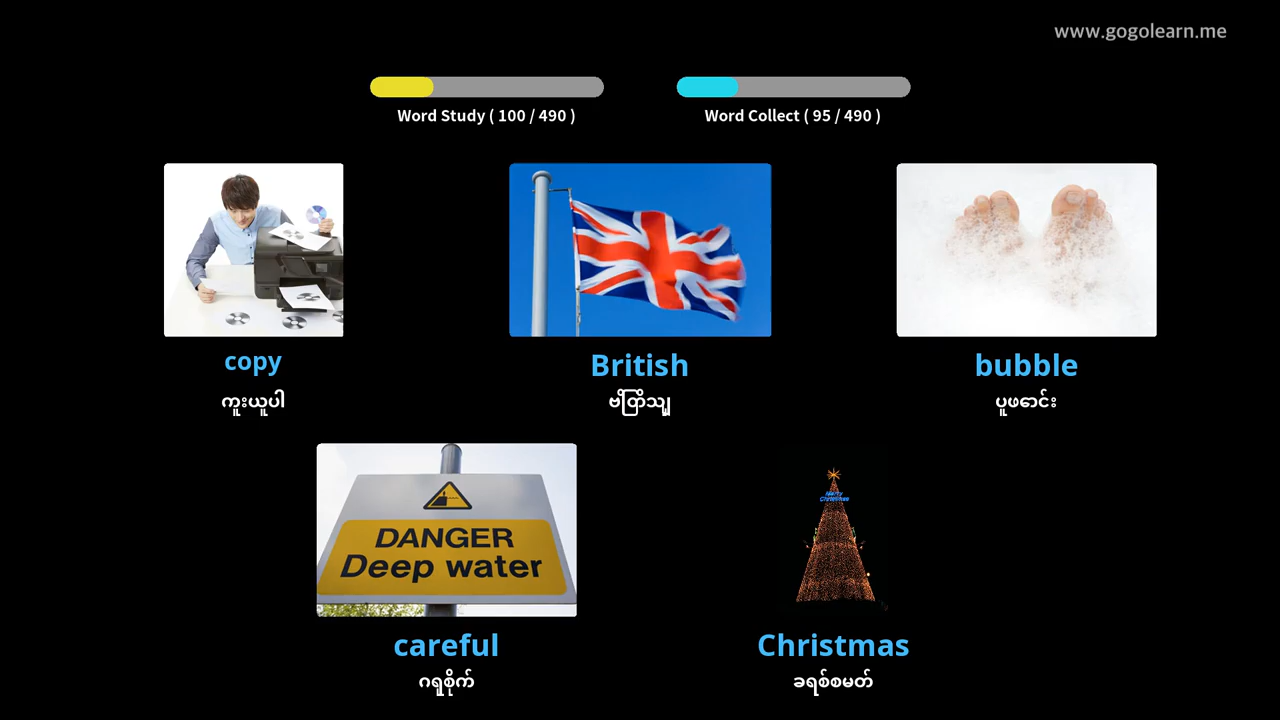 www.gogolearn.me
Word Study ( 100 / 490 )
Word Collect ( 95 / 490 )
copy
ကူးယူပါ
British
ဗြိတိသျှ
bubble
ပူဖောင်း
DANGER
Deep water
careful
ဂရုစိုက်
Merry
Christmas
Christmas
ခရစ်စမတ်